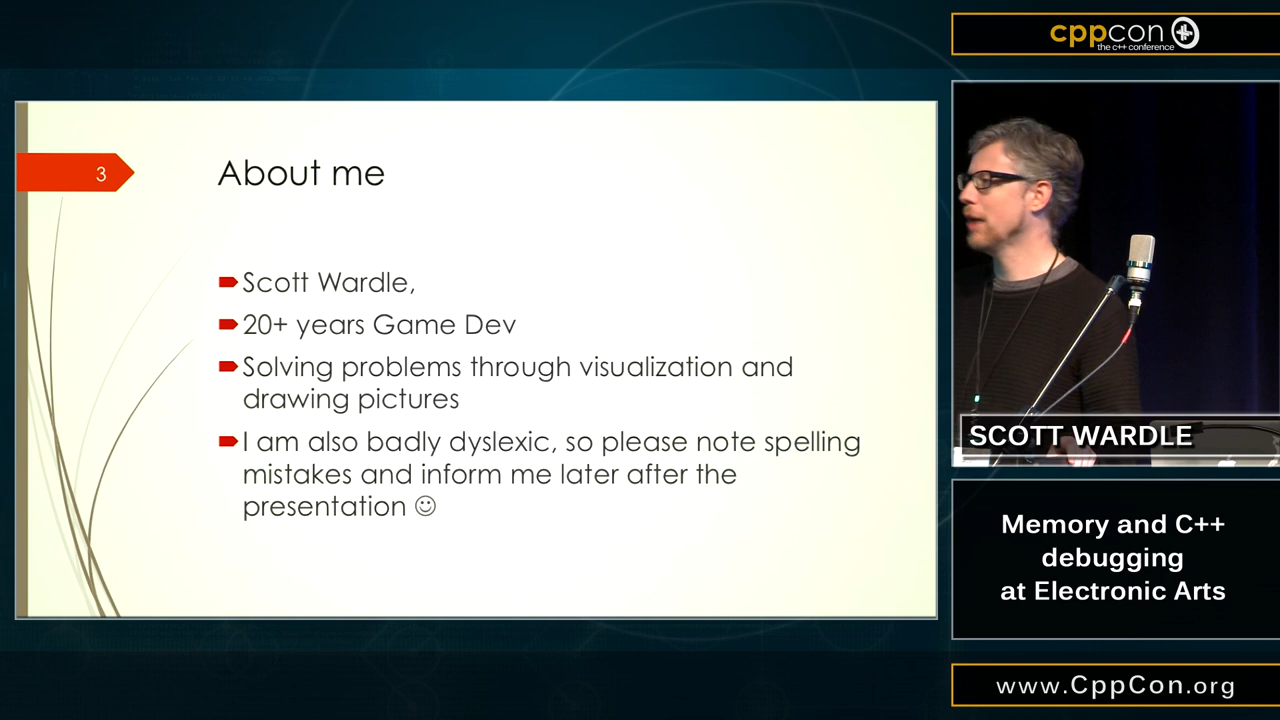 3
About me
Scott Wardle,
20+ years Game Dev
Solving problems through visualization and
drawing pictures
I am also badly dyslexic, so please note spelling
mistakes and inform me later after the
presentation ☺
cppcon
the c++ conference
SCOTT WARDLE
Memory and C++
debugging
at Electronic Arts
www.CppCon.org